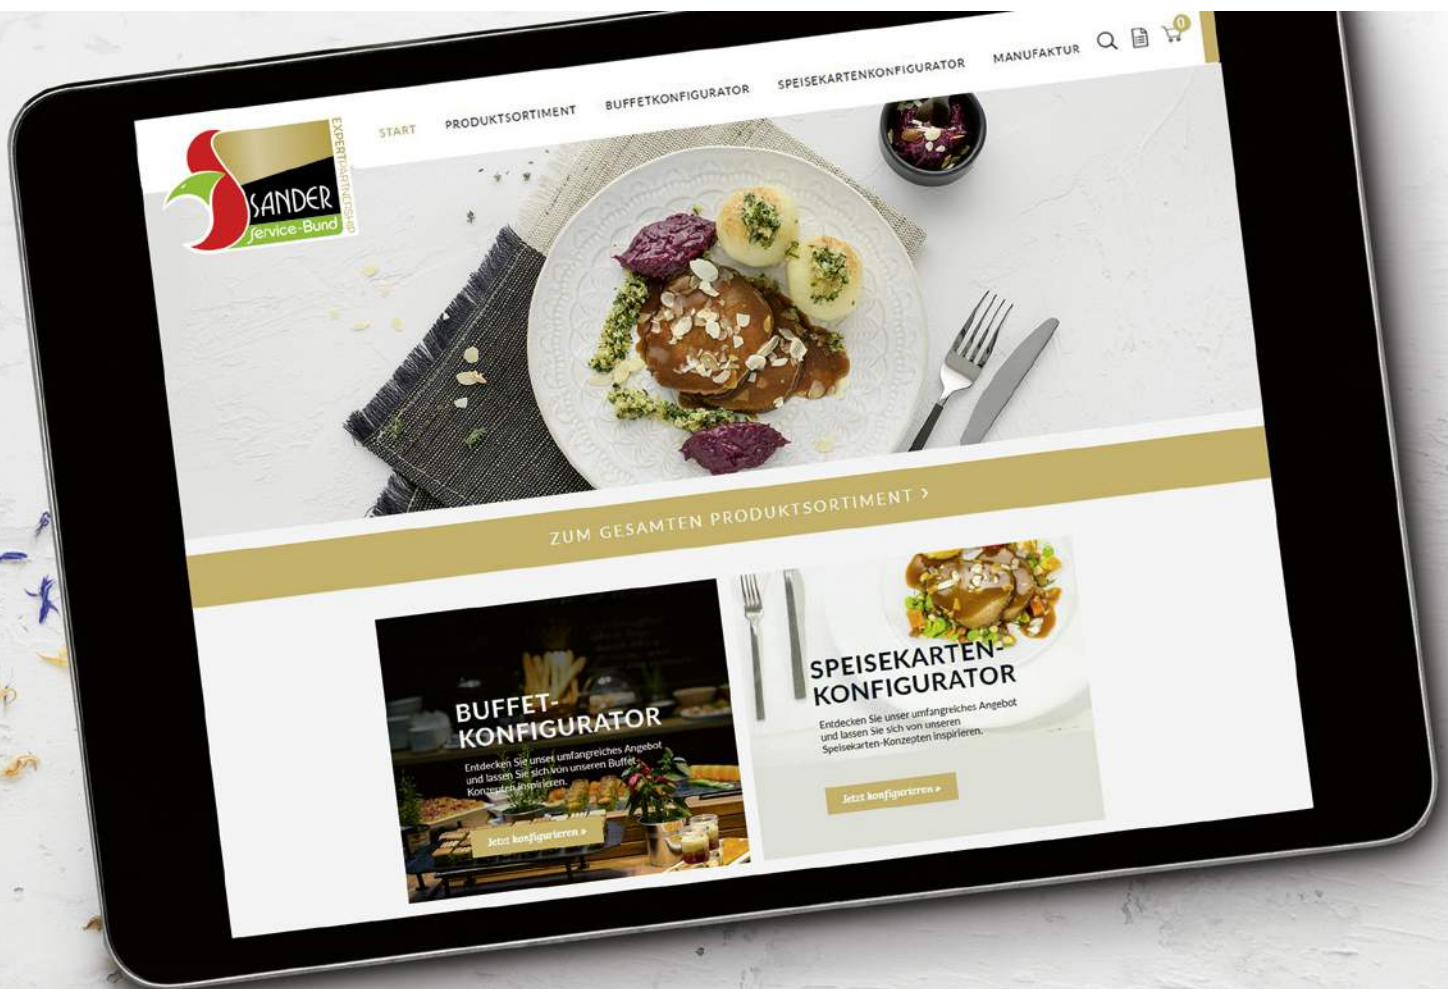 START
PRODUKTSORTIMENT
BUFFETKONFIGURATOR
SPEISEKARTENKONFIGURATOR
MANUFAKTUR
0
SANDER
Service-Bund
EXPERTPARTNERSHIP
ZUM GESAMTEN PRODUKTSORTIMENT >
BUFFET-
KONFIGURATOR
Entdecken Sie unser umfangreiches Angebot
und lassen Sie sich von unseren Buffet-
Konzepten inspirieren.
Jetzt konfigurieren »
SPEISEKARTEN-
KONFIGURATOR
Entdecken Sie unser umfangreiches Angebot
und lassen Sie sich von unseren
Speisekarten-Konzepten inspirieren.
Jetzt konfigurieren »